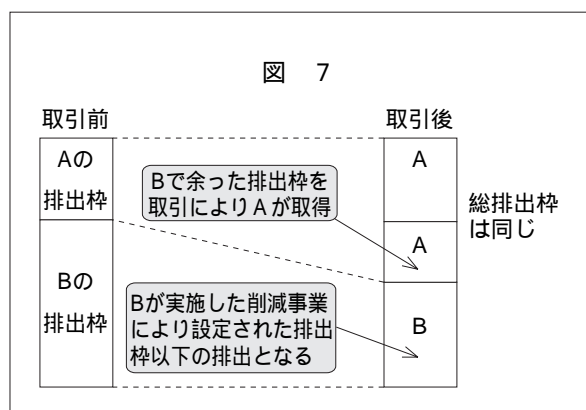 図　7
取引前
取引後
Aの
排出枠
A
Bで余った排出枠を
取引によりAが取得
総排出枠
は同じ
A
Bの
排出枠
Bが実施した削減事業
により設定された排出
枠以下の排出となる
B